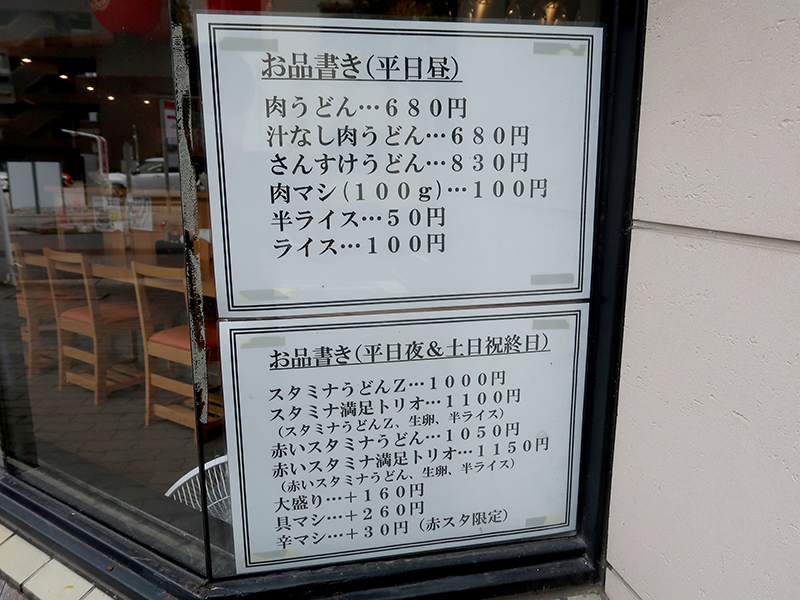 お品書き(平日昼)
肉うどん…６８０円
汁なし肉うどん…６８０円
さんすけうどん…８３０円
肉マシ(１００ｇ)…１００円
半ライス…５０円
ライス…１００円
お品書き(平日夜＆土日祝終日)
スタミナうどんＺ…１０００円
スタミナ満足トリオ…１１００円
(スタミナうどんＺ、生卵、半ライス)
赤いスタミナうどん…１０５０円
赤いスタミナ満足トリオ…１１５０円
(赤いスタミナうどん、生卵、半ライス)
大盛り…＋１６０円
具マシ…＋２６０円
辛マシ…＋３０円(赤スタ限定)